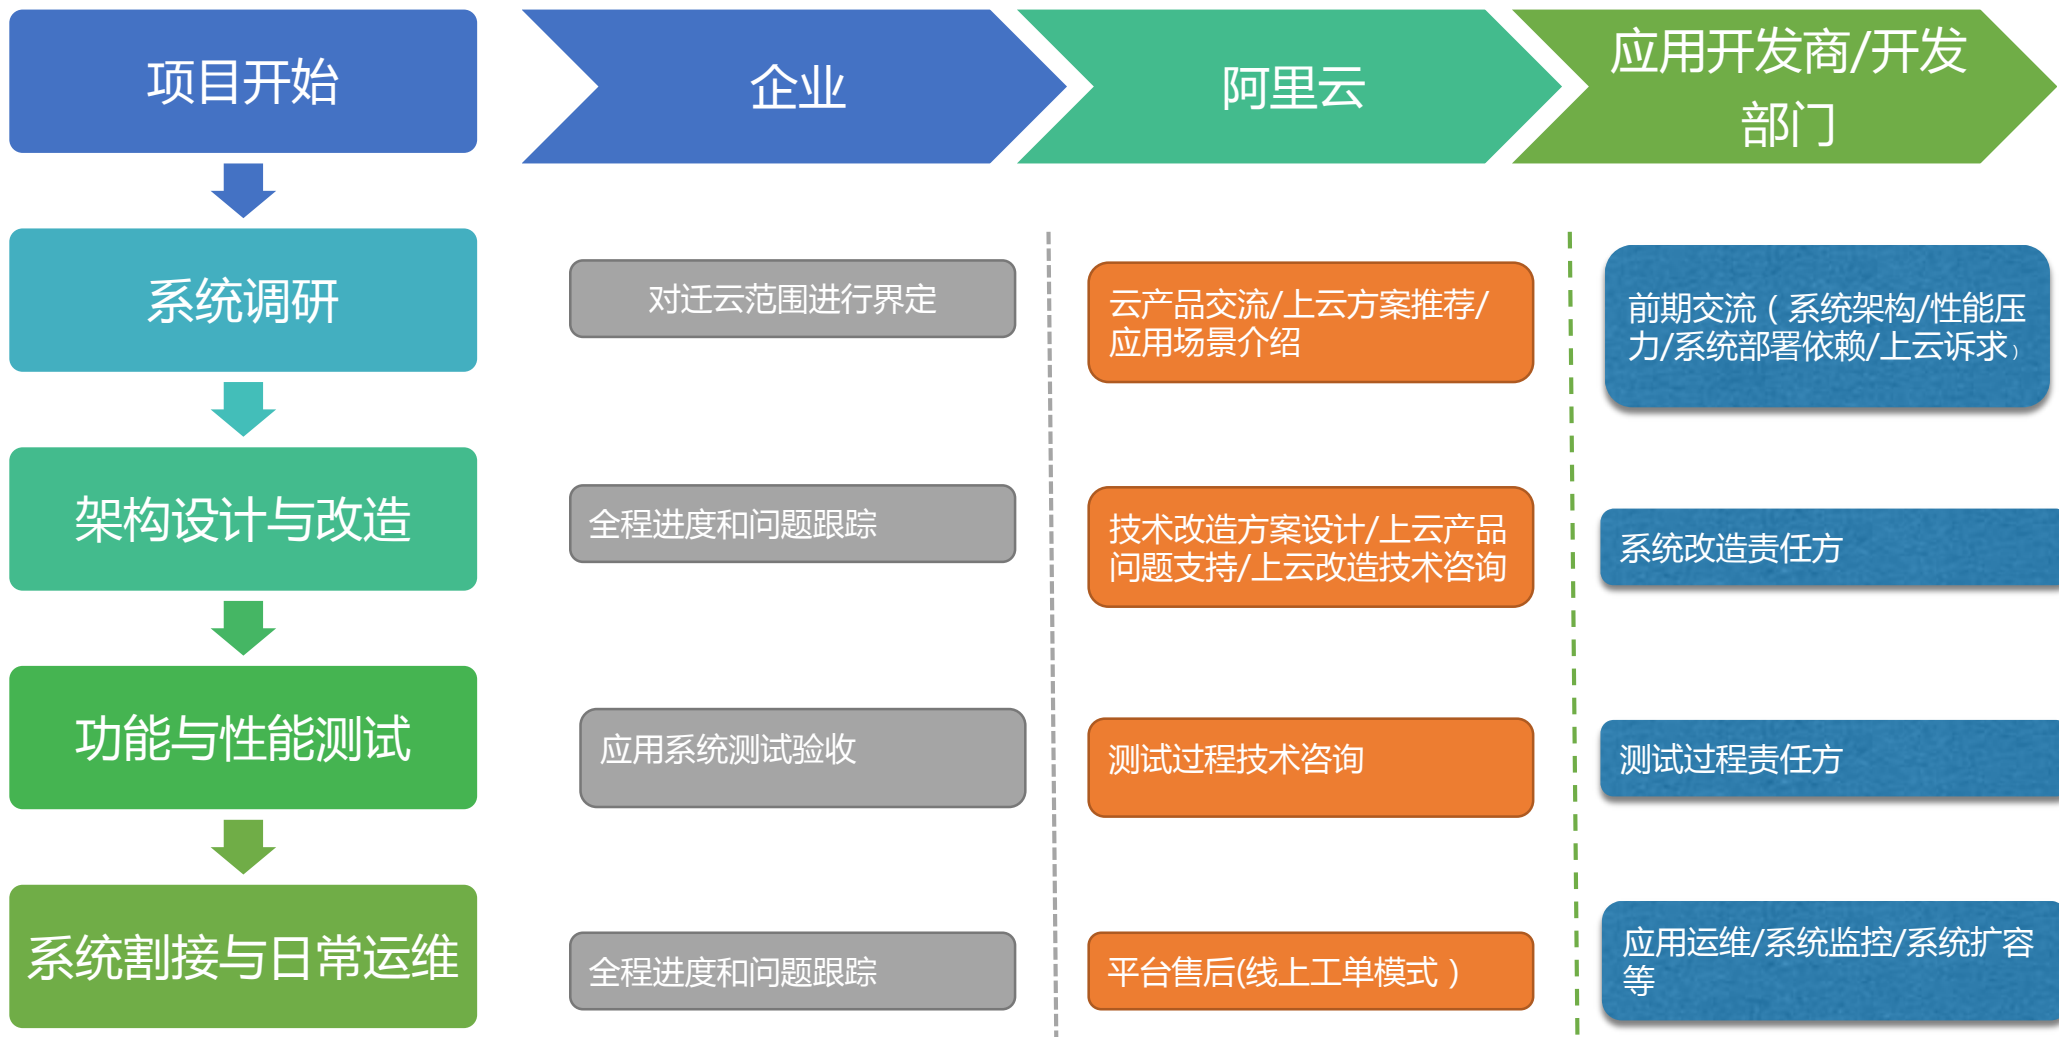 项目开始
企业
阿里云
应用开发商/开发
部门
系统调研
对迁云范围进行界定
云产品交流/上云方案推荐/
应用场景介绍
前期交流（系统架构/性能压
力/系统部署依赖/上云诉求）
架构设计与改造
全程进度和问题跟踪
技术改造方案设计/上云产品
问题支持/上云改造技术咨询
系统改造责任方
功能与性能测试
应用系统测试验收
测试过程技术咨询
测试过程责任方
系统割接与日常运维
全程进度和问题跟踪
平台售后(线上工单模式）
应用运维/系统监控/系统扩容
等